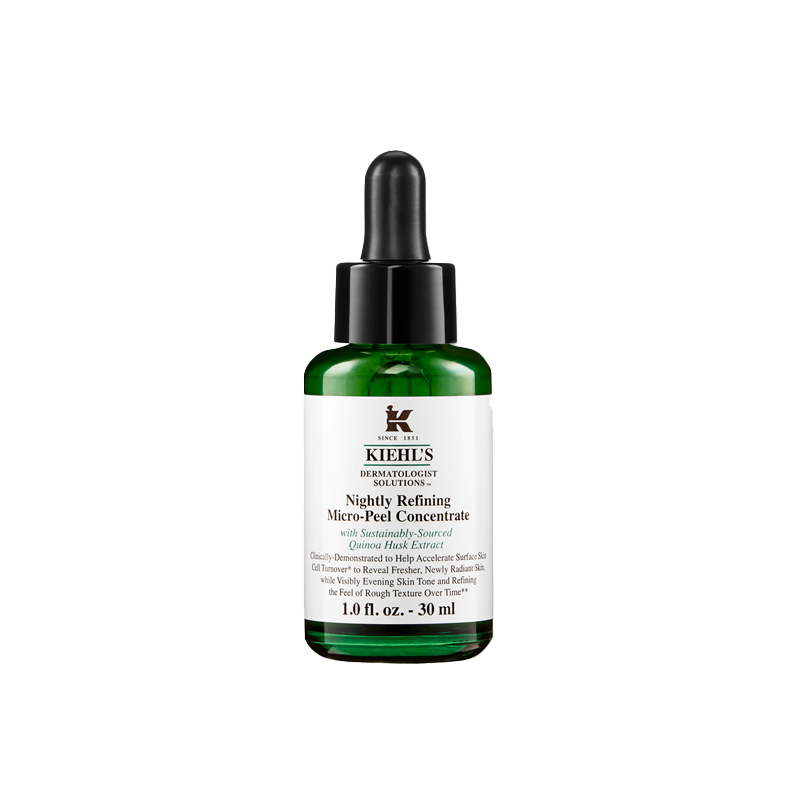 K
SINCE 1851
KIEHL'S
DERMATOLOGIST
SOLUTIONS™
Nightly Refining
Micro-Peel Concentrate
with Sustainably-Sourced
Quinoa Husk Extract
Clinically-Demonstrated to Help Accelerate Surface Skin
Cell Turnover* to Reveal Fresher, Newly Radiant Skin,
while Visibly Evening Skin Tone and Refining
the Feel of Rough Texture Over Time**
1.0 fl. oz. - 30 ml